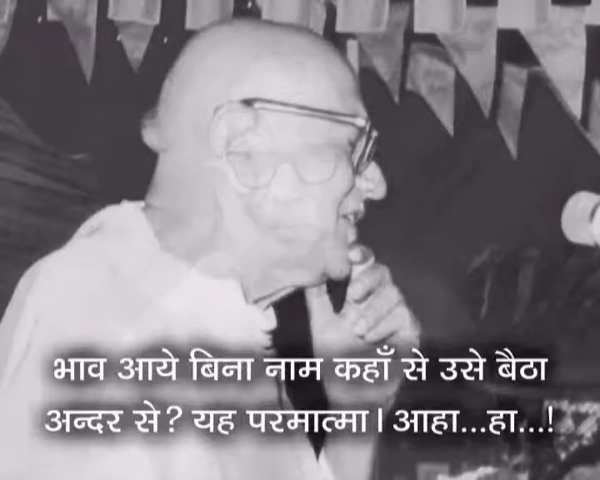 भाव आये बिना नाम कहाँ से उसे बैठा
अन्दर से? यह परमात्मा। आहा...हा...!